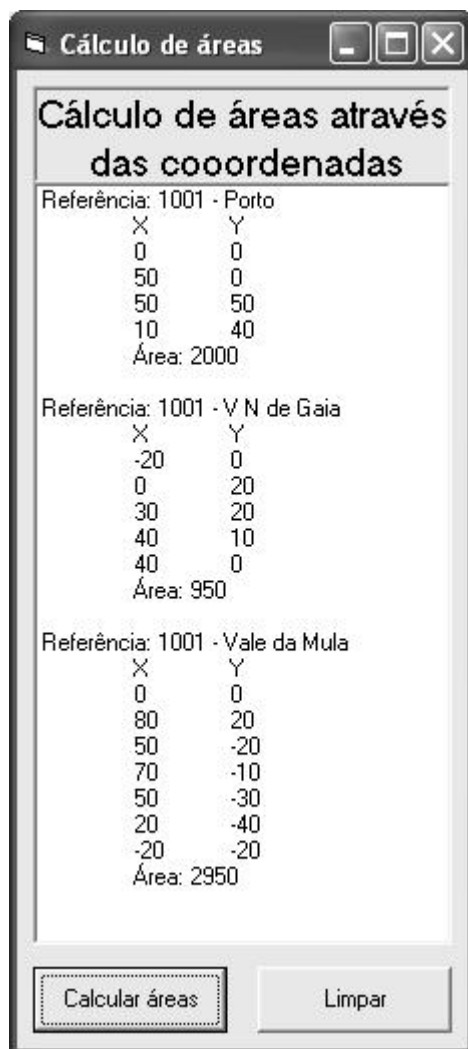 Cálculo de áreas
Cálculo de áreas através
das cooordenadas
Referência: 1001 - Porto
X Y
0 0
50 0
50 50
10 40
Área: 2000
Referência: 1001 - V N de Gaia
X Y
-20 0
0 20
30 20
40 10
40 0
Área: 950
Referência: 1001 - Vale da Mula
X Y
0 0
80 20
50 -20
70 -10
50 -30
20 -40
-20 -20
Área: 2950
Calcular áreas Limpar